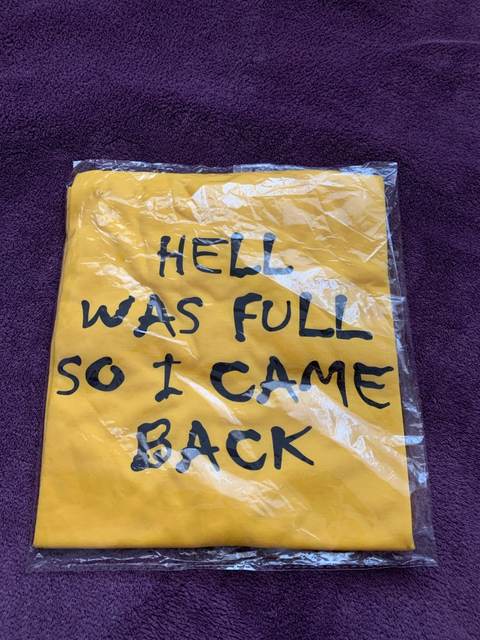 HELL
WAS FULL
SO I CAME
BACK